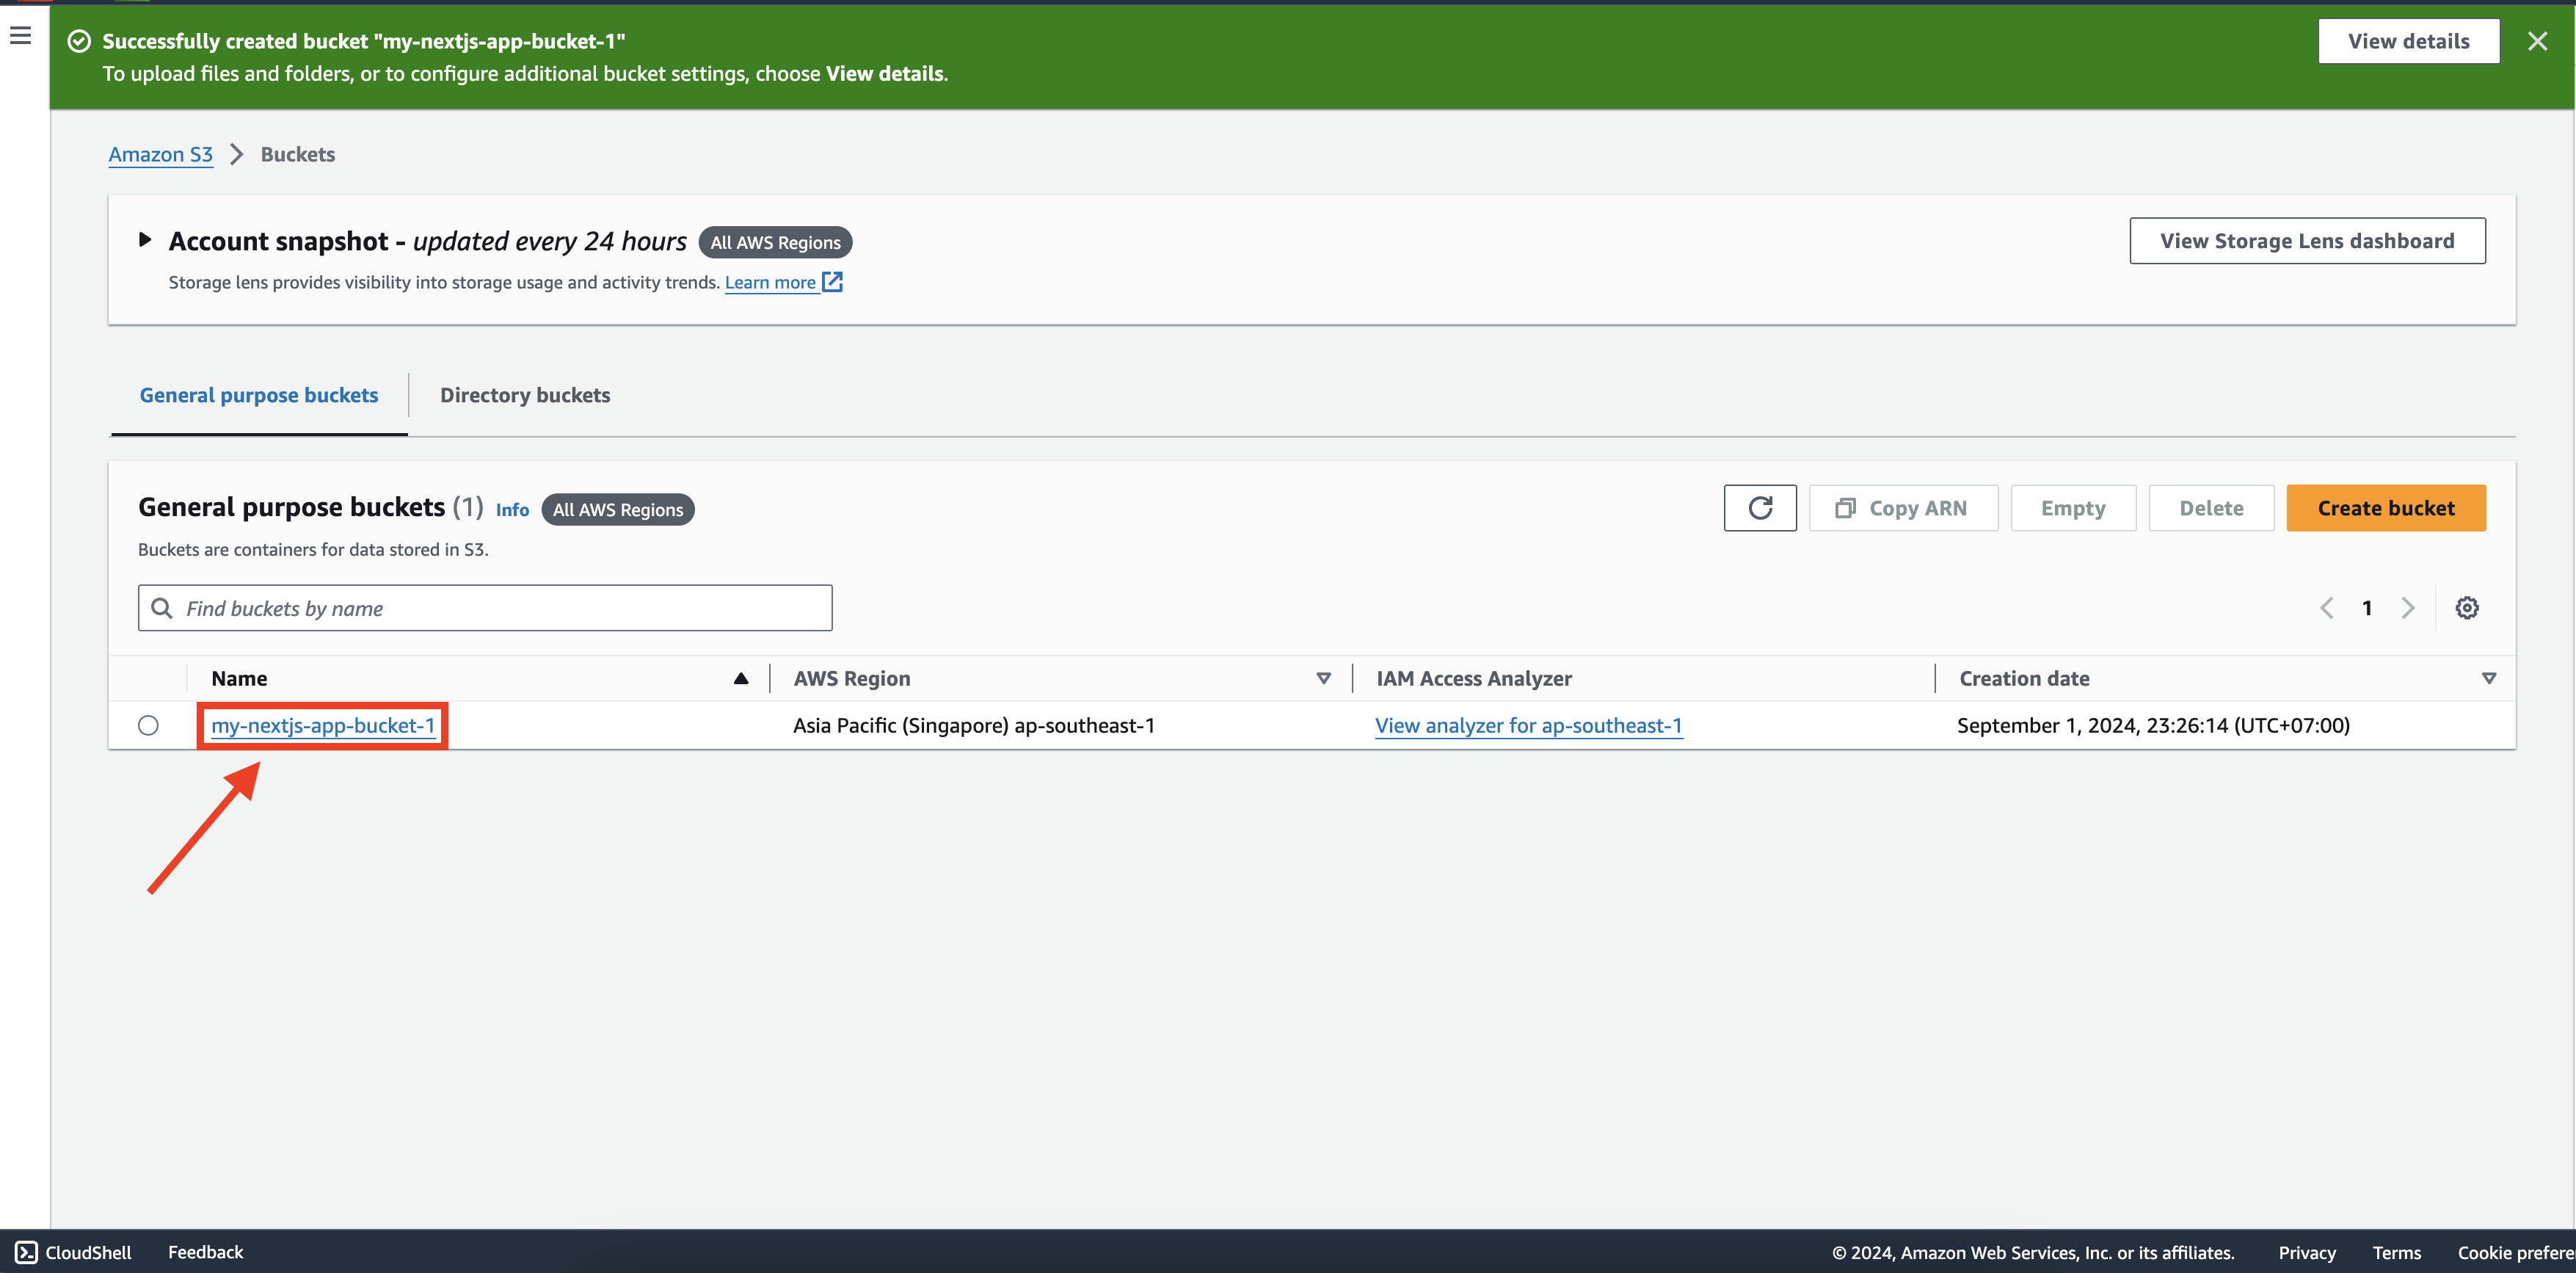 Successfully created bucket "my-nextjs-app-bucket-1"
To upload files and folders, or to configure additional bucket settings, choose View details.
View details
Amazon S3 > Buckets
Account snapshot - updated every 24 hours All AWS Regions
Storage lens provides visibility into storage usage and activity trends. Learn more
View Storage Lens dashboard
General purpose buckets
Directory buckets
General purpose buckets (1) Info All AWS Regions
Buckets are containers for data stored in S3.
Copy ARN
Empty
Delete
Create bucket
Find buckets by name
1
Name
AWS Region
IAM Access Analyzer
Creation date
my-nextjs-app-bucket-1
Asia Pacific (Singapore) ap-southeast-1
View analyzer for ap-southeast-1
September 1, 2024, 23:26:14 (UTC+07:00)
CloudShell
Feedback
© 2024, Amazon Web Services, Inc. or its affiliates.
Privacy
Terms
Cookie prefere